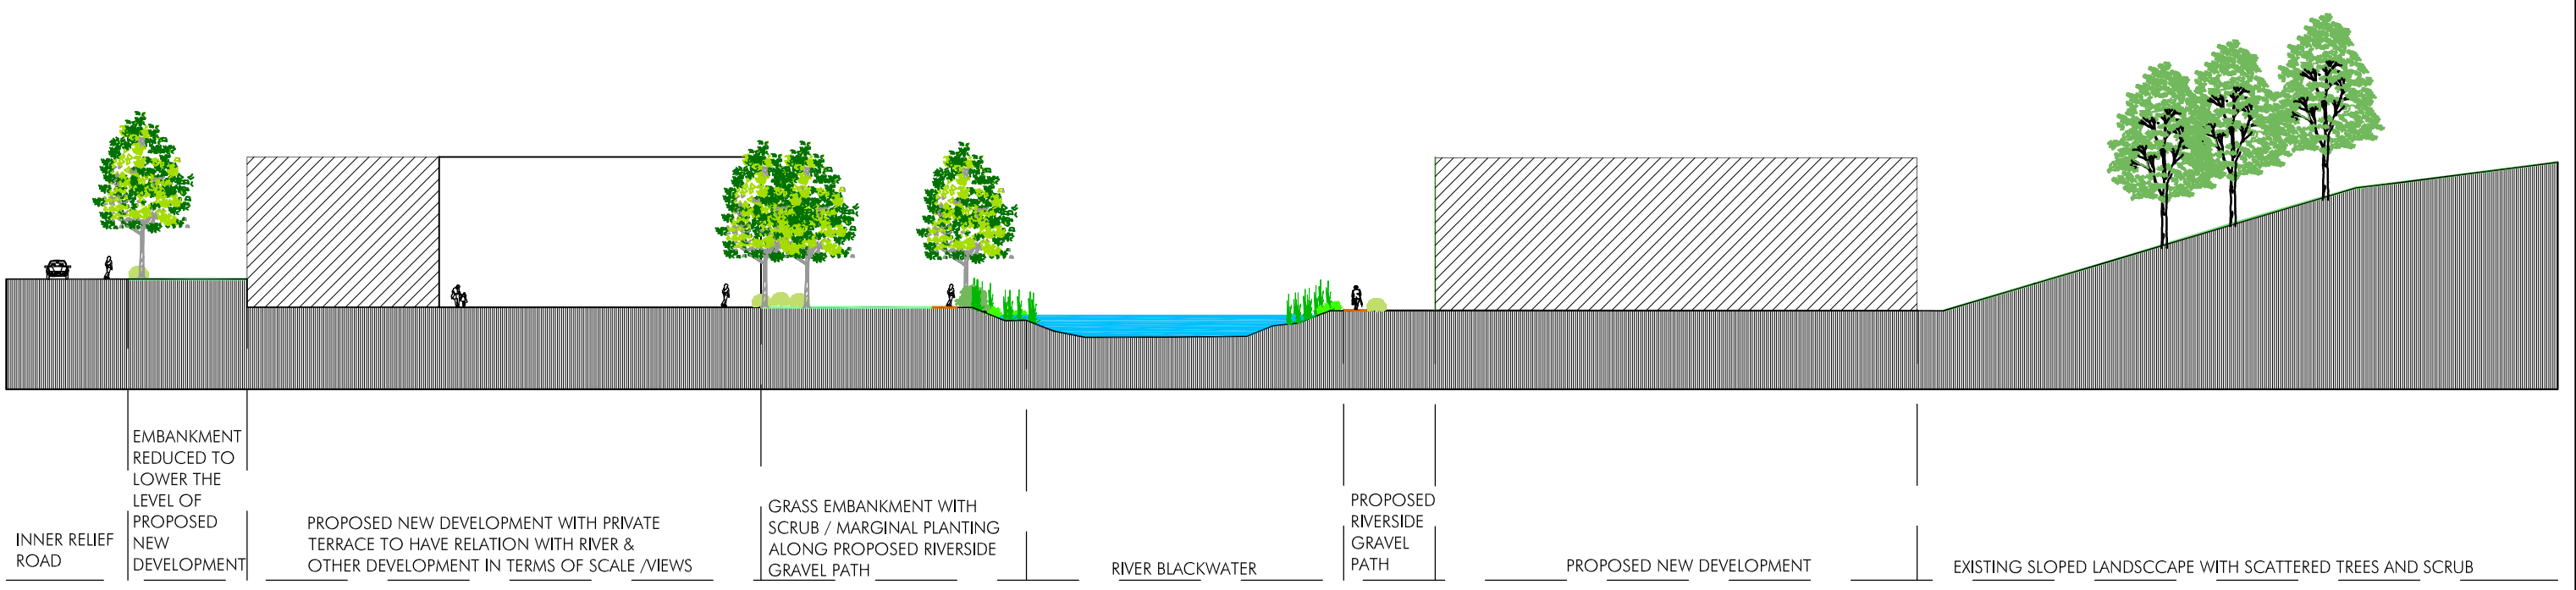 INNER RELIEF
ROAD
EMBANKMENT
REDUCED TO
LOWER THE
LEVEL OF
PROPOSED
NEW
DEVELOPMENT
PROPOSED NEW DEVELOPMENT WITH PRIVATE
TERRACE TO HAVE RELATION WITH RIVER &
OTHER DEVELOPMENT IN TERMS OF SCALE /VIEWS
GRASS EMBANKMENT WITH
SCRUB / MARGINAL PLANTING
ALONG PROPOSED RIVERSIDE
GRAVEL PATH
RIVER BLACKWATER
PROPOSED
RIVERSIDE
GRAVEL
PATH
PROPOSED NEW DEVELOPMENT
EXISTING SLOPED LANDSCCAPE WITH SCATTERED TREES AND SCRUB